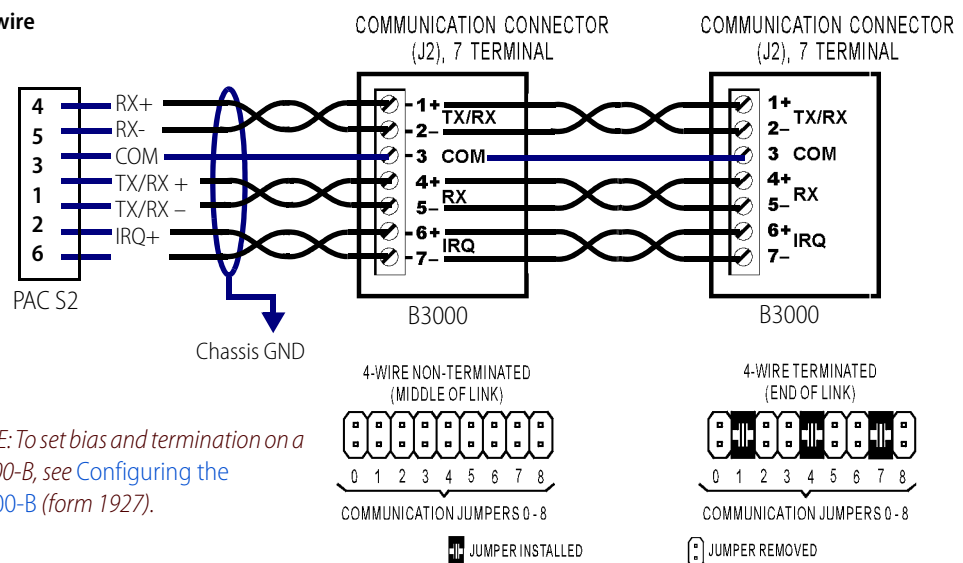 wire
COMMUNICATION CONNECTOR
(J2), 7 TERMINAL
COMMUNICATION CONNECTOR
(J2), 7 TERMINAL
4
5
3
1
2
6
RX+
RX-
COM
TX/RX +
TX/RX –
IRQ+
PAC S2
Chassis GND
-1+
TX/RX
-2–
-3 COM
4+
RX
5–
-6+
IRQ
-7–
B3000
1+
TX/RX
2–
3 COM
4+
RX
5–
6+
IRQ
7–
B3000
4-WIRE NON-TERMINATED
(MIDDLE OF LINK)
0 1 2 3 4 5 6 7 8
COMMUNICATION JUMPERS 0 - 8
4-WIRE TERMINATED
(END OF LINK)
0 1 2 3 4 5 6 7 8
COMMUNICATION JUMPERS 0 - 8
E: To set bias and termination on a
00-B, see Configuring the
00-B (form 1927).
JUMPER INSTALLED
JUMPER REMOVED